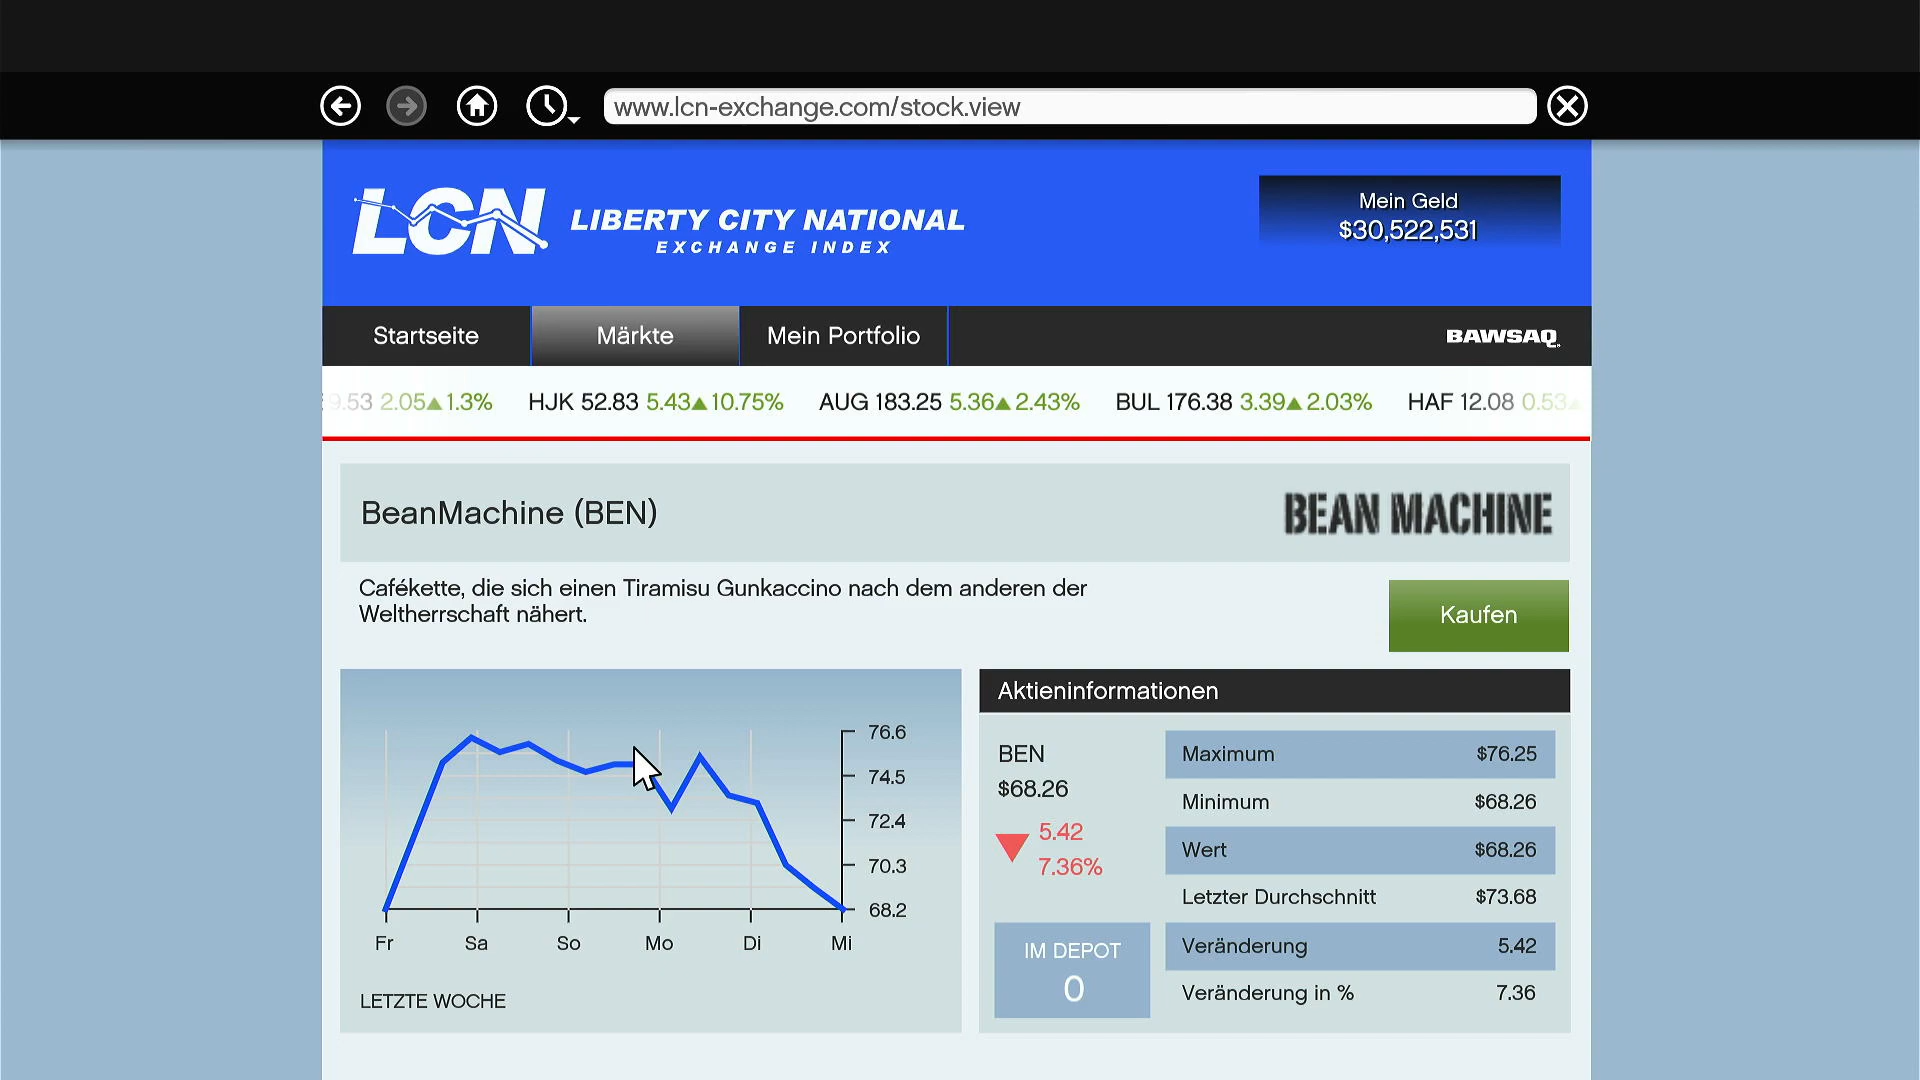 www.lcn-exchange.com/stock.view
LCN
LIBERTY CITY NATIONAL
EXCHANGE INDEX
Mein Geld
$30,522,531
Startseite
Märkte
Mein Portfolio
BAWSAQ
9.53 2.05▲1.3% HJK 52.83 5.43▲10.75% AUG 183.25 5.36▲2.43% BUL 176.38 3.39▲2.03% HAF 12.08 0.53▲
BeanMachine (BEN)
BEAN MACHINE
Cafékette, die sich einen Tiramisu Gunkaccino nach dem anderen der
Weltherrschaft nähert.
Kaufen
76.6
74.5
72.4
70.3
68.2
Fr Sa So Mo Di Mi
LETZTE WOCHE
Aktieninformationen
BEN
$68.26
5.42
7.36%
IM DEPOT
0
Maximum $76.25
Minimum $68.26
Wert $68.26
Letzter Durchschnitt $73.68
Veränderung 5.42
Veränderung in % 7.36